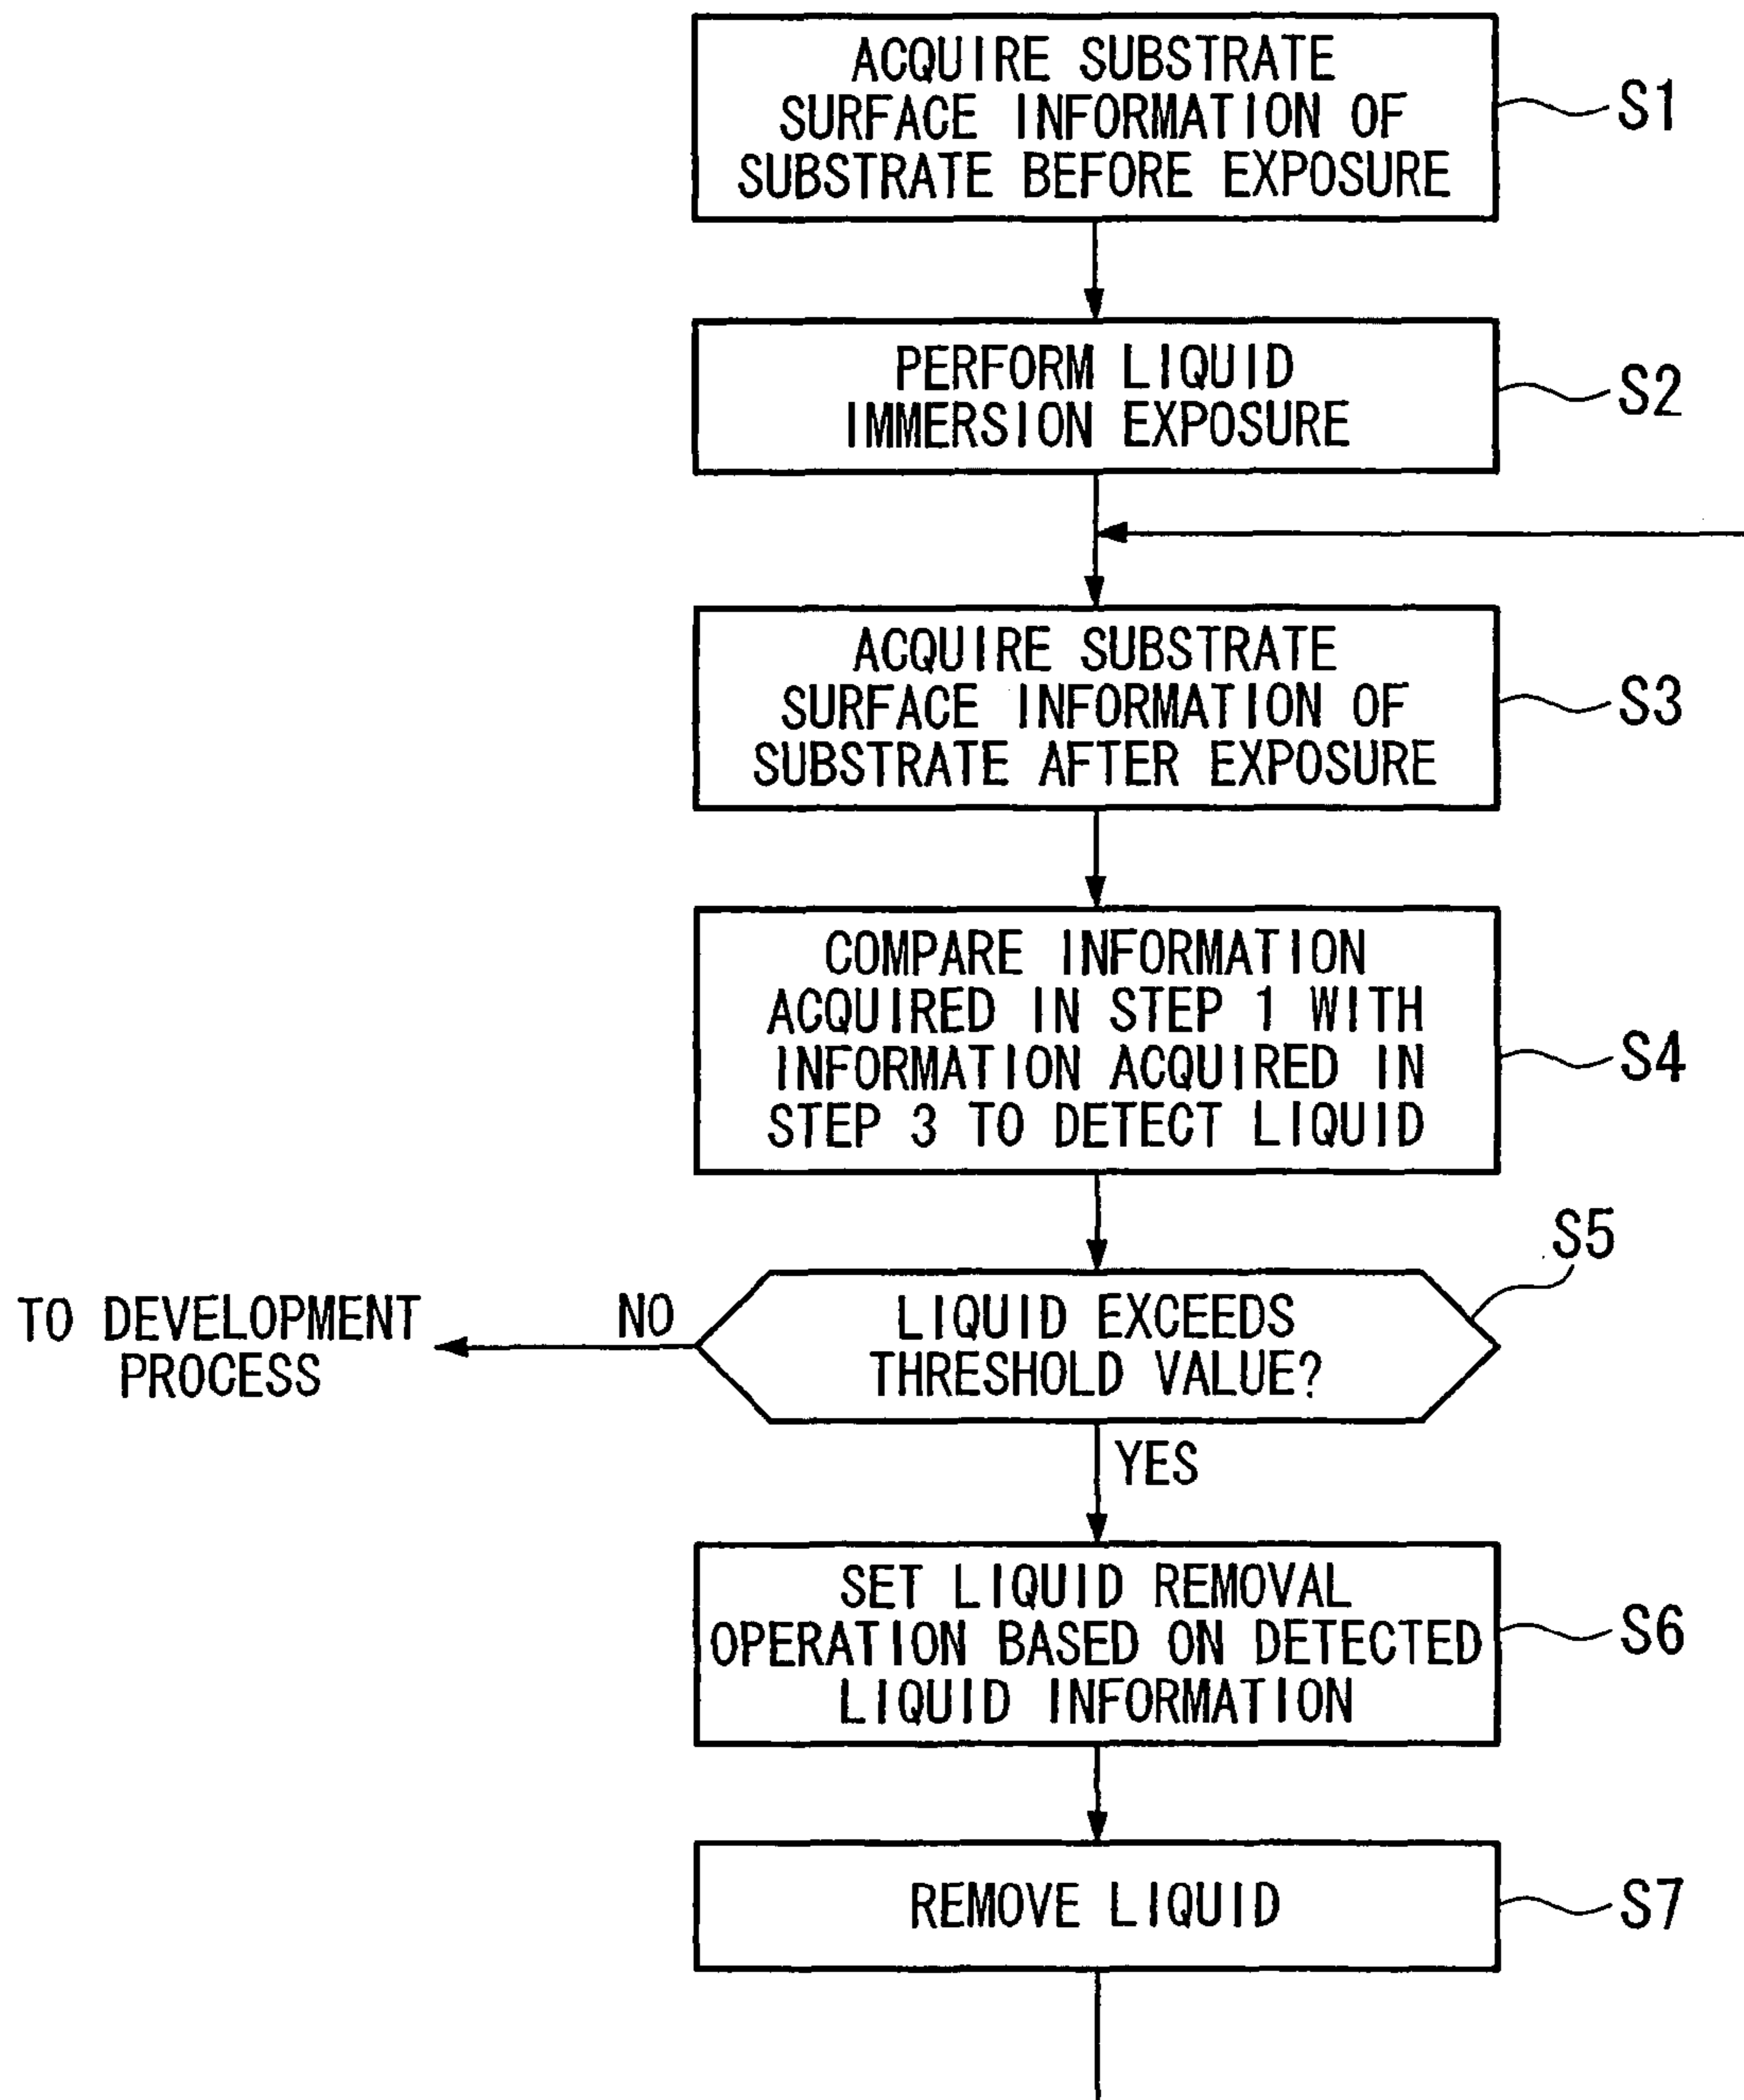 ACQUIRE SUBSTRATE
SURFACE INFORMATION OF
SUBSTRATE BEFORE EXPOSURE
S1
PERFORM LIQUID
IMMERSION EXPOSURE
S2
ACQUIRE SUBSTRATE
SURFACE INFORMATION OF
SUBSTRATE AFTER EXPOSURE
S3
COMPARE INFORMATION
ACQUIRED IN STEP 1 WITH
INFORMATION ACQUIRED IN
STEP 3 TO DETECT LIQUID
S4
S5
LIQUID EXCEEDS
THRESHOLD VALUE?
NO
TO DEVELOPMENT
PROCESS
YES
SET LIQUID REMOVAL
OPERATION BASED ON DETECTED
LIQUID INFORMATION
S6
REMOVE LIQUID
S7